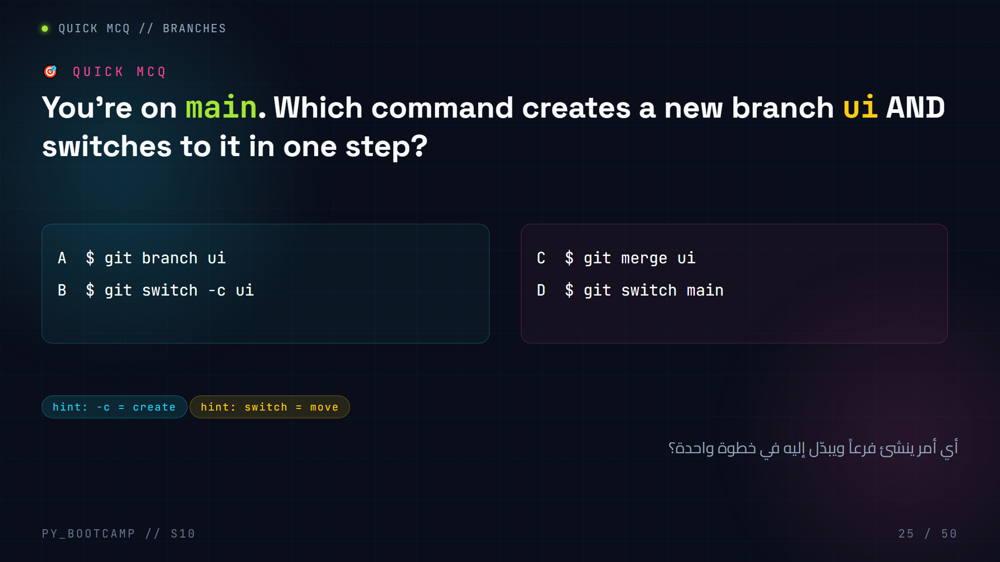 QUICK MCQ // BRANCHES
🎯 QUICK MCQ
You’re on main. Which command creates a new branch ui AND
switches to it in one step?
A $ git branch ui
B $ git switch -c ui
C $ git merge ui
D $ git switch main
hint: -c = create
hint: switch = move
أي أمر ينشئ فرعاً ويبدّل إليه في خطوة واحدة؟
PY_BOOTCAMP // S10
25 / 50